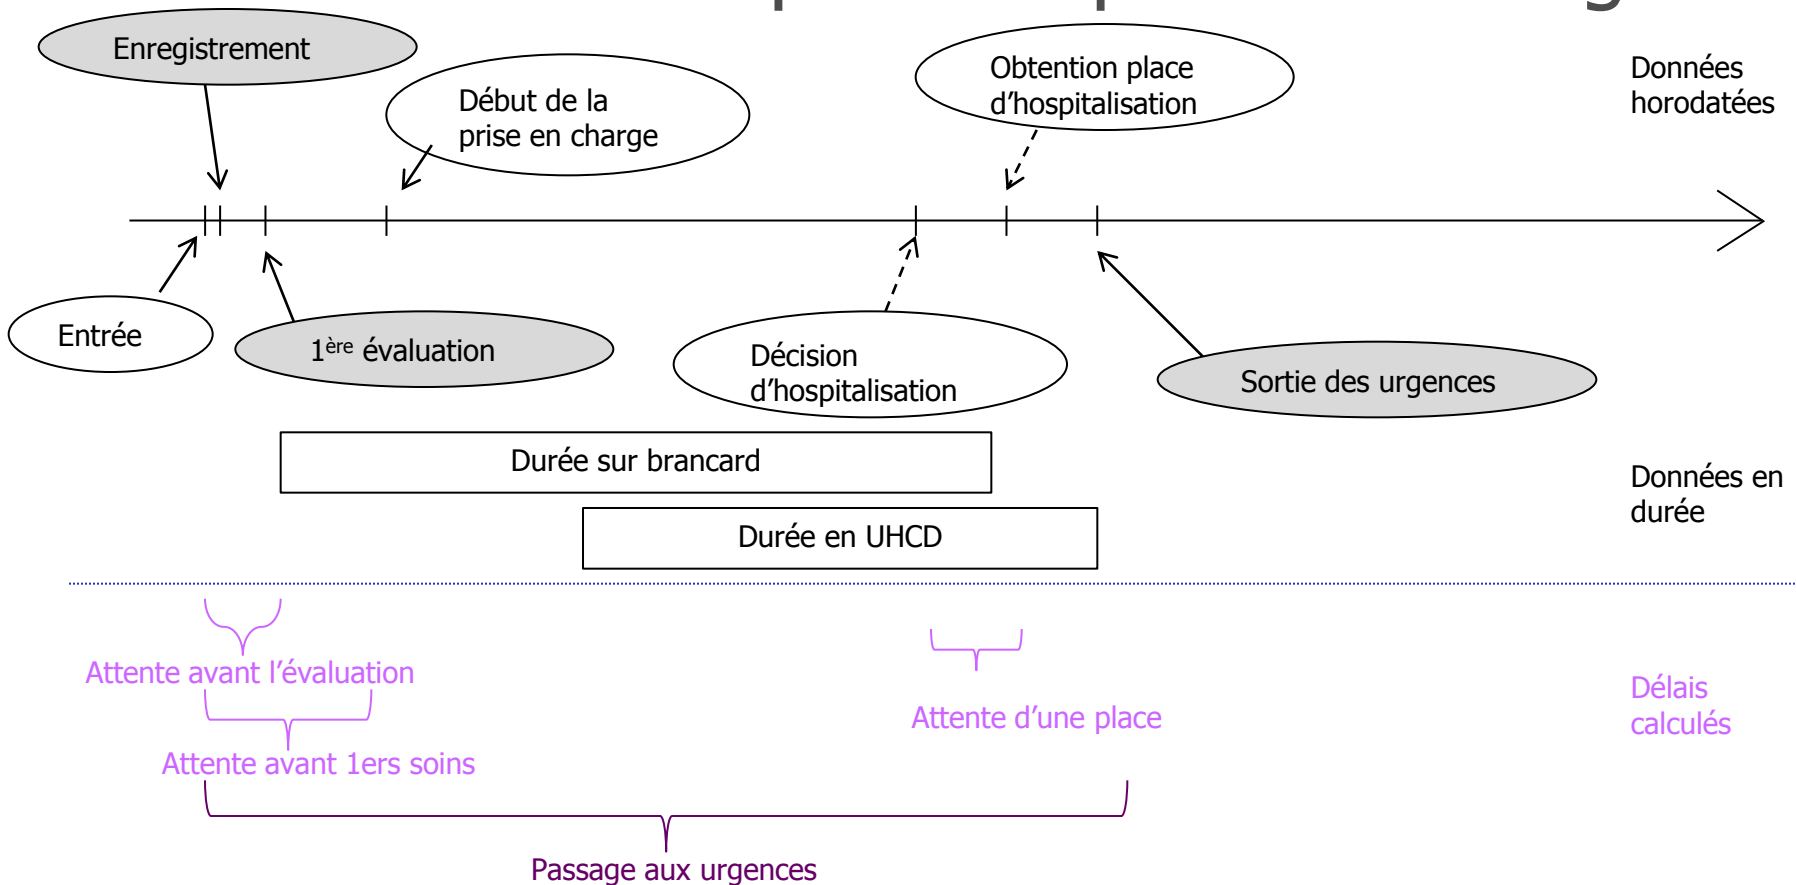 Enregistrement
Début de la
prise en charge
Obtention place
d’hospitalisation
Données
horodatées
Entrée
1ère évaluation
Décision
d’hospitalisation
Sortie des urgences
Durée sur brancard
Données en
durée
Durée en UHCD
Attente avant l’évaluation
Attente d’une place
Délais
calculés
Attente avant 1ers soins
Passage aux urgences